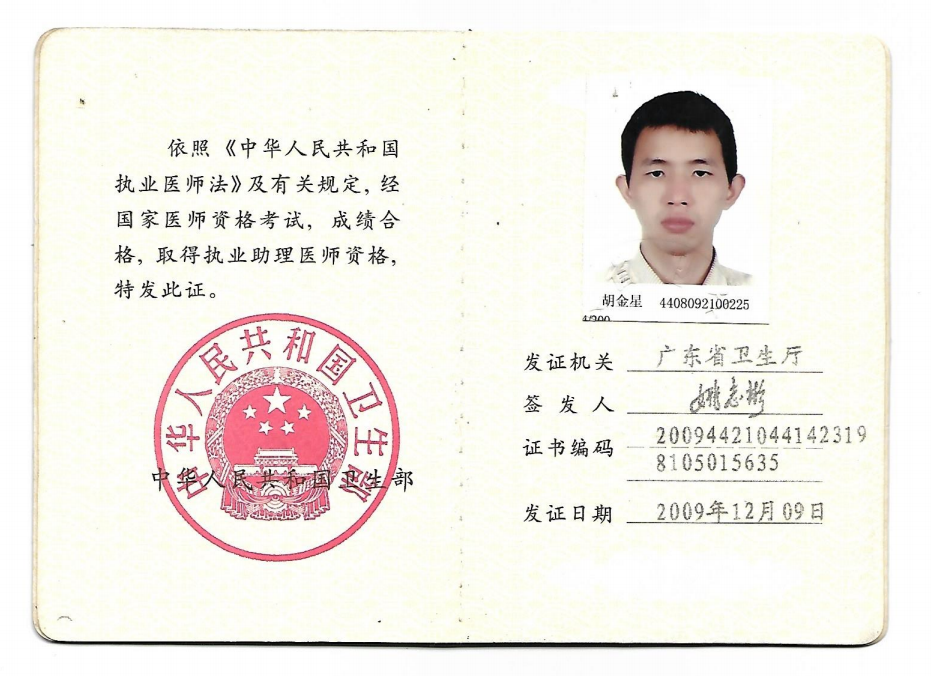 依照《中华人民共和国
执业医师法》及有关规定，经
国家医师资格考试，成绩合
格，取得执业助理医师资格，
特发此证。
中华人民共和国卫生部
中华人民共和国卫生部
胡金星 4408092100225
发证机关 广东省卫生厅
签发人 姚志彬
证书编码 20094421044142319
8105015635
发证日期 2009年12月09日